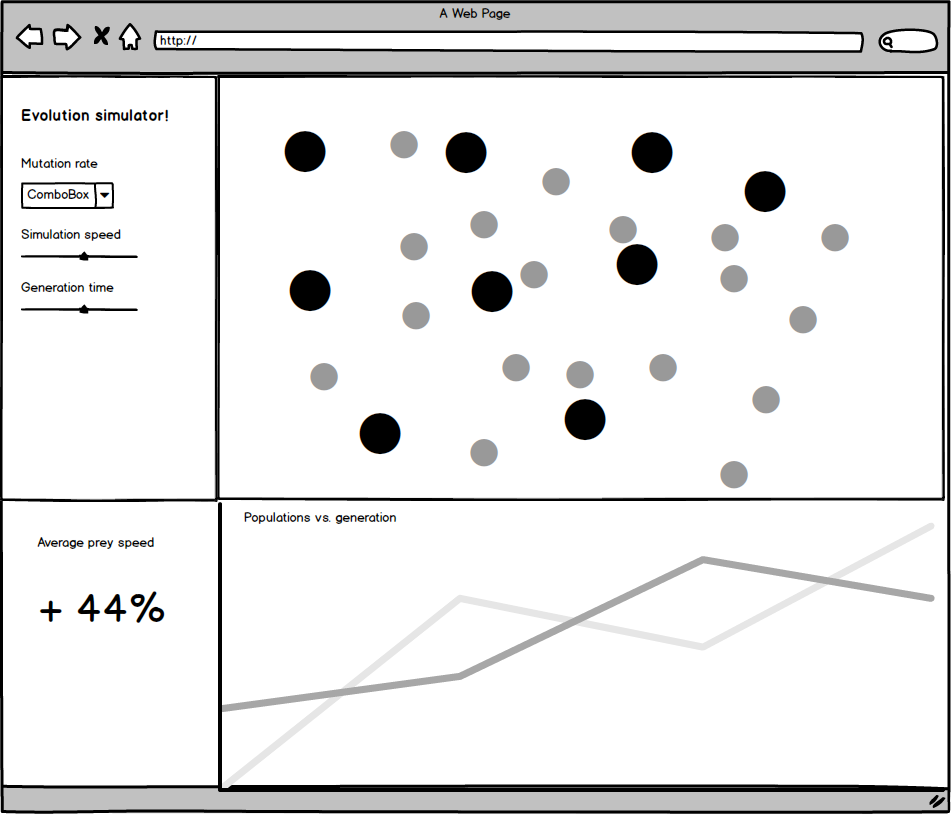 A Web Page
http://
Evolution simulator!
Mutation rate
ComboBox
Simulation speed
Generation time
Populations vs. generation
Average prey speed
+ 44%